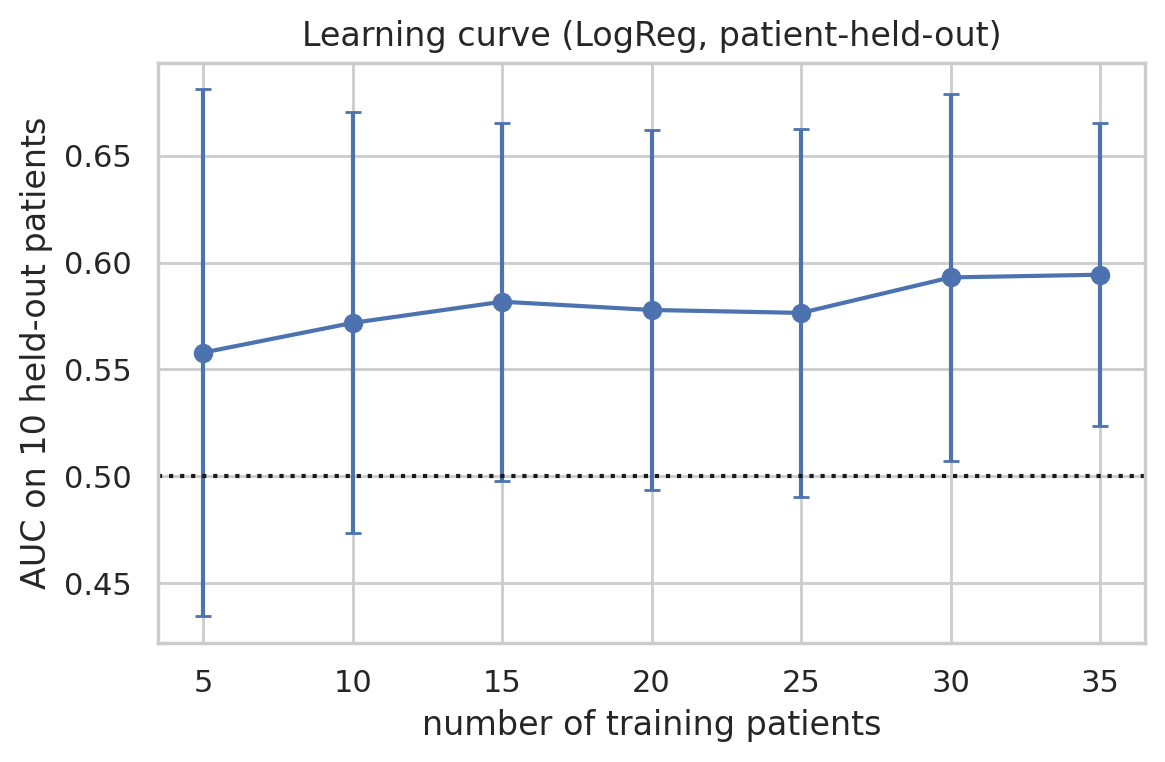 Learning curve (LogReg, patient-held-out)
AUC on 10 held-out patients
0.65
0.60
0.55
0.50
0.45
5 10 15 20 25 30 35
number of training patients